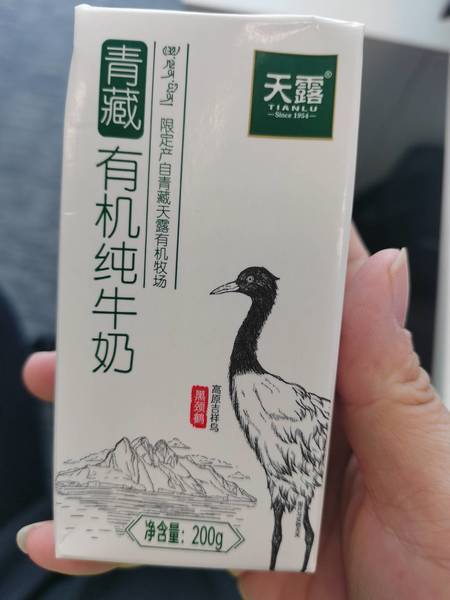 天露®
TIANLU
Since 1954
青藏
有机纯牛奶
限定产自青藏天露有机牧场
高原吉祥鸟
黑颈鹤
净含量: 200g